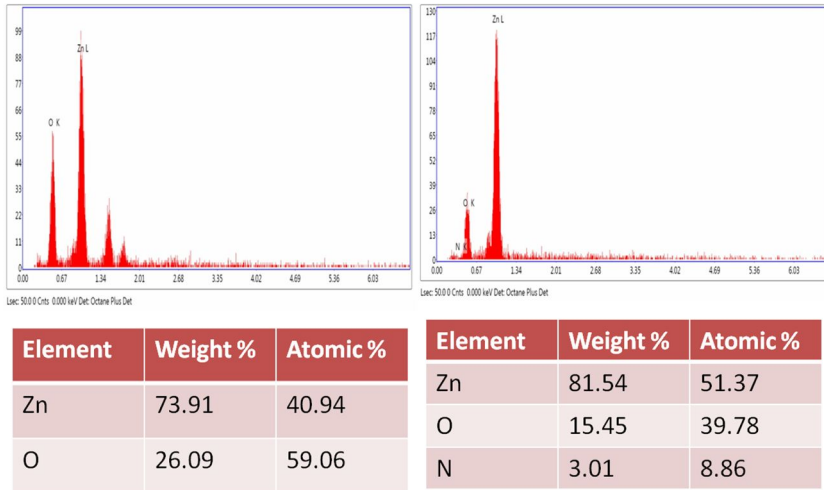 99
88
77
66
55
44
33
22
11
0
Zn L
O K
0.00 0.67 1.34 2.01 2.68 3.35 4.02 4.69 5.36 6.03
Lsec: 50.0 0 Cnts 0.000 keV Det: Octane Plus Det
130
117
104
91
78
65
52
39
26
13
0
Zn L
O K
N K
0.00 0.67 1.34 2.01 2.68 3.35 4.02 4.69 5.36 6.03
Lsec: 50.0 0 Cnts 0.000 keV Det: Octane Plus Det
Element Weight % Atomic %
Zn 73.91 40.94
O 26.09 59.06
Element Weight % Atomic %
Zn 81.54 51.37
O 15.45 39.78
N 3.01 8.86